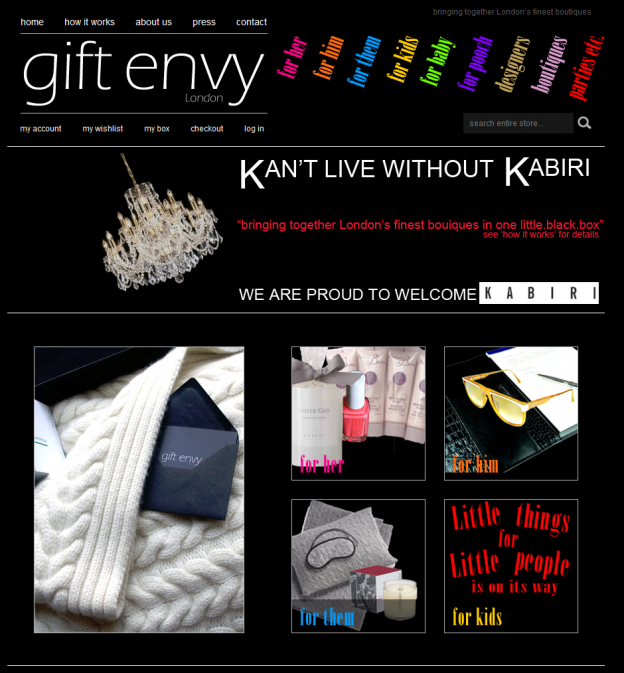 bringing together London's finest boutiques
home how it works about us press contact
gift envy
London
for her for him for them for kids for baby for pooch designers boutiques parties etc.
my account my wishlist my box checkout log in
search entire store...
KAN'T LIVE WITHOUT KABIRI
"bringing together London's finest bouiques in one little.black.box"
see 'how it works' for details
WE ARE PROUD TO WELCOME KABIRI
gift envy
for her
for him
for them
Little things
for
Little people
is on its way
for kids